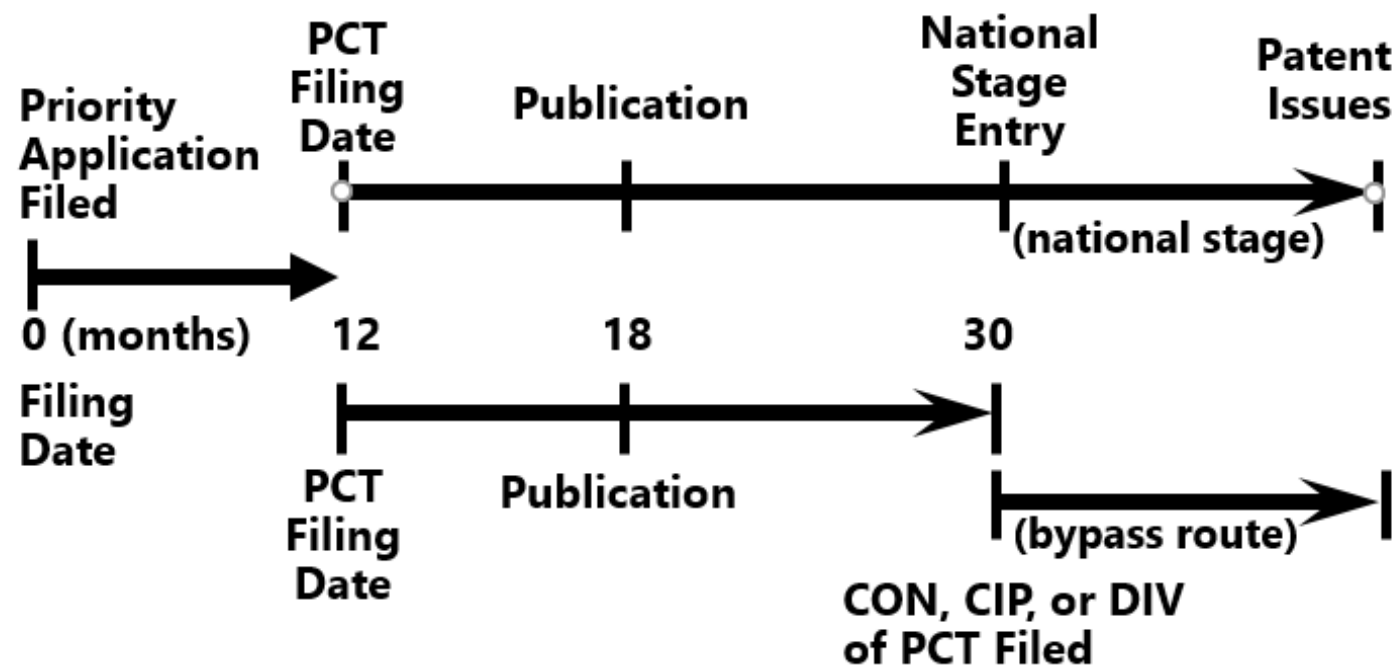 Priority
Application
Filed
PCT
Filing
Date
Publication
National
Stage
Entry
Patent
Issues
(national stage)
0 (months)
12
18
30
Filing
Date
PCT
Filing
Date
Publication
(bypass route)
CON, CIP, or DIV
of PCT Filed